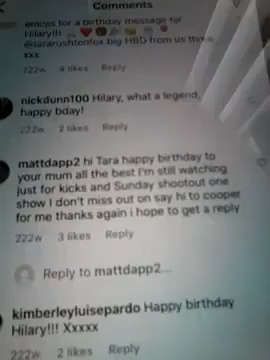 Comments
emojis for a birthday message for
Hilary!!
@tararushtonfox big HBD from us
xxx
222w 4 likes Reply
nickdunn100 Hilary, what a legend,
happy bday!
222w 2 likes Reply
mattdapp2 hi Tara happy birthday to
your mum all the best I'm still watching
just for kicks and Sunday shootout one
show I don't miss out on say hi to cooper
for me thanks again i hope to get a reply
222w 3 likes Reply
Reply to mattdapp2...
kimberleyluisepardo Happy birthday
Hilary!!! Xxxxx
222w 2 likes Reply